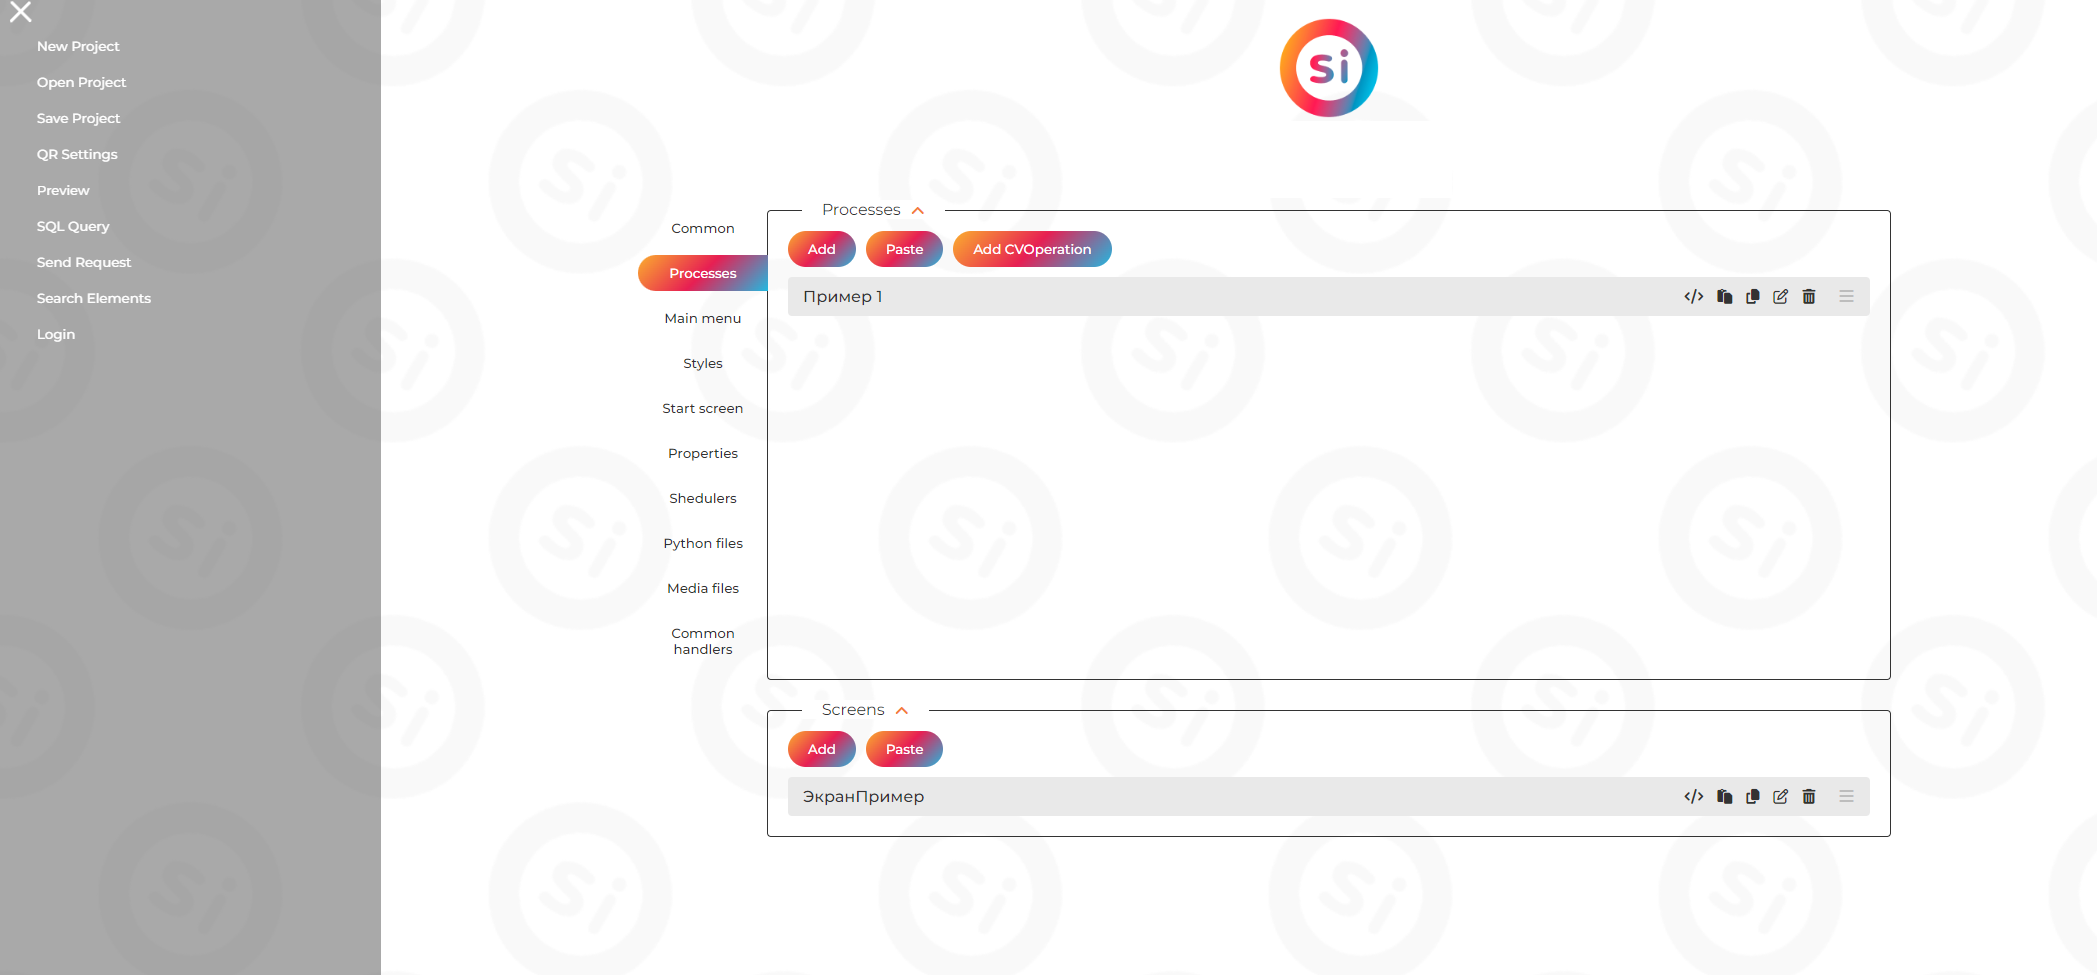 New Project
Open Project
Save Project
QR Settings
Preview
SQL Query
Send Request
Search Elements
Login
Si
Common
Processes
Main menu
Styles
Start screen
Properties
Shedulers
Python files
Media files
Common
handlers
Processes
Add Paste Add CVOperation
Пример 1
Screens
Add Paste
ЭкранПример